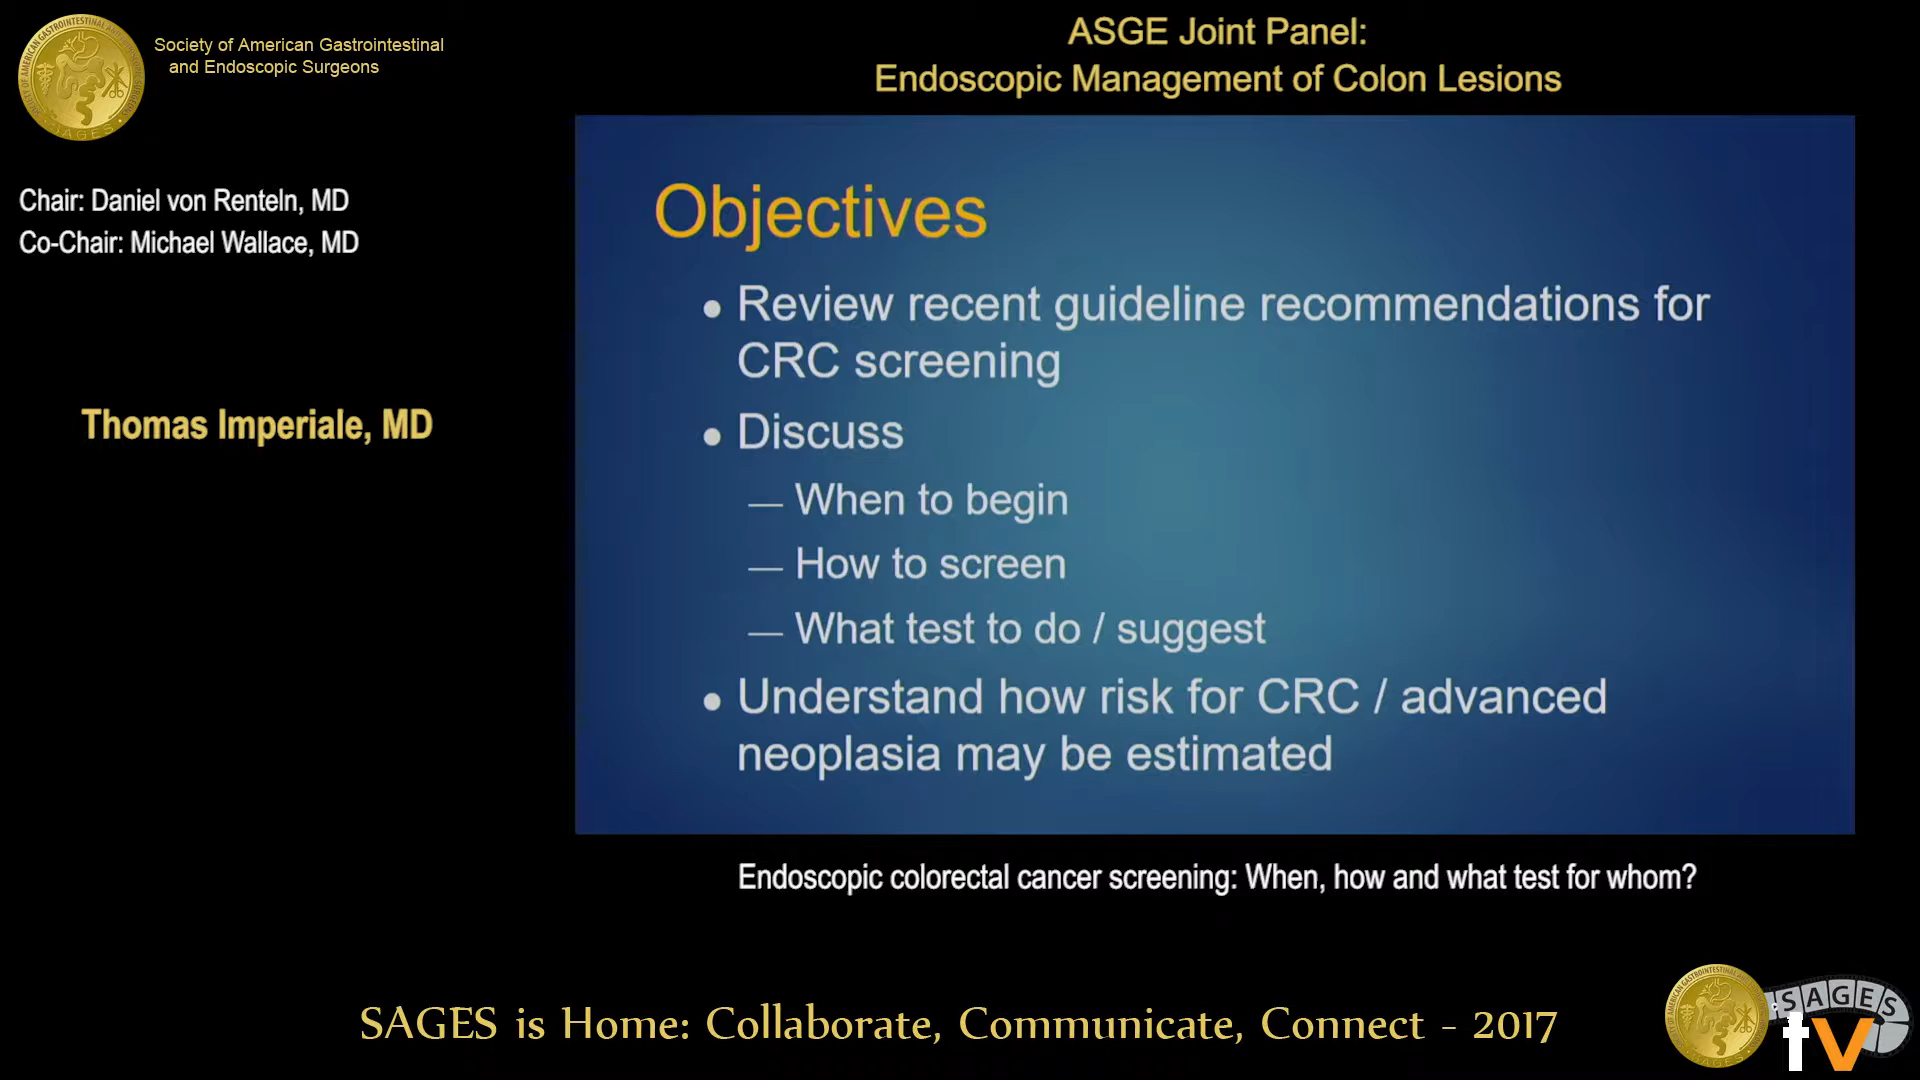 Society of American Gastrointestinal
and Endoscopic Surgeons
ASGE Joint Panel:
Endoscopic Management of Colon Lesions
Chair: Daniel von Renteln, MD
Co-Chair: Michael Wallace, MD
Thomas Imperiale, MD
Objectives
• Review recent guideline recommendations for
CRC screening
• Discuss
— When to begin
— How to screen
— What test to do / suggest
• Understand how risk for CRC / advanced
neoplasia may be estimated
Endoscopic colorectal cancer screening: When, how and what test for whom?
SAGES is Home: Collaborate, Communicate, Connect - 2017
SAGES
tv